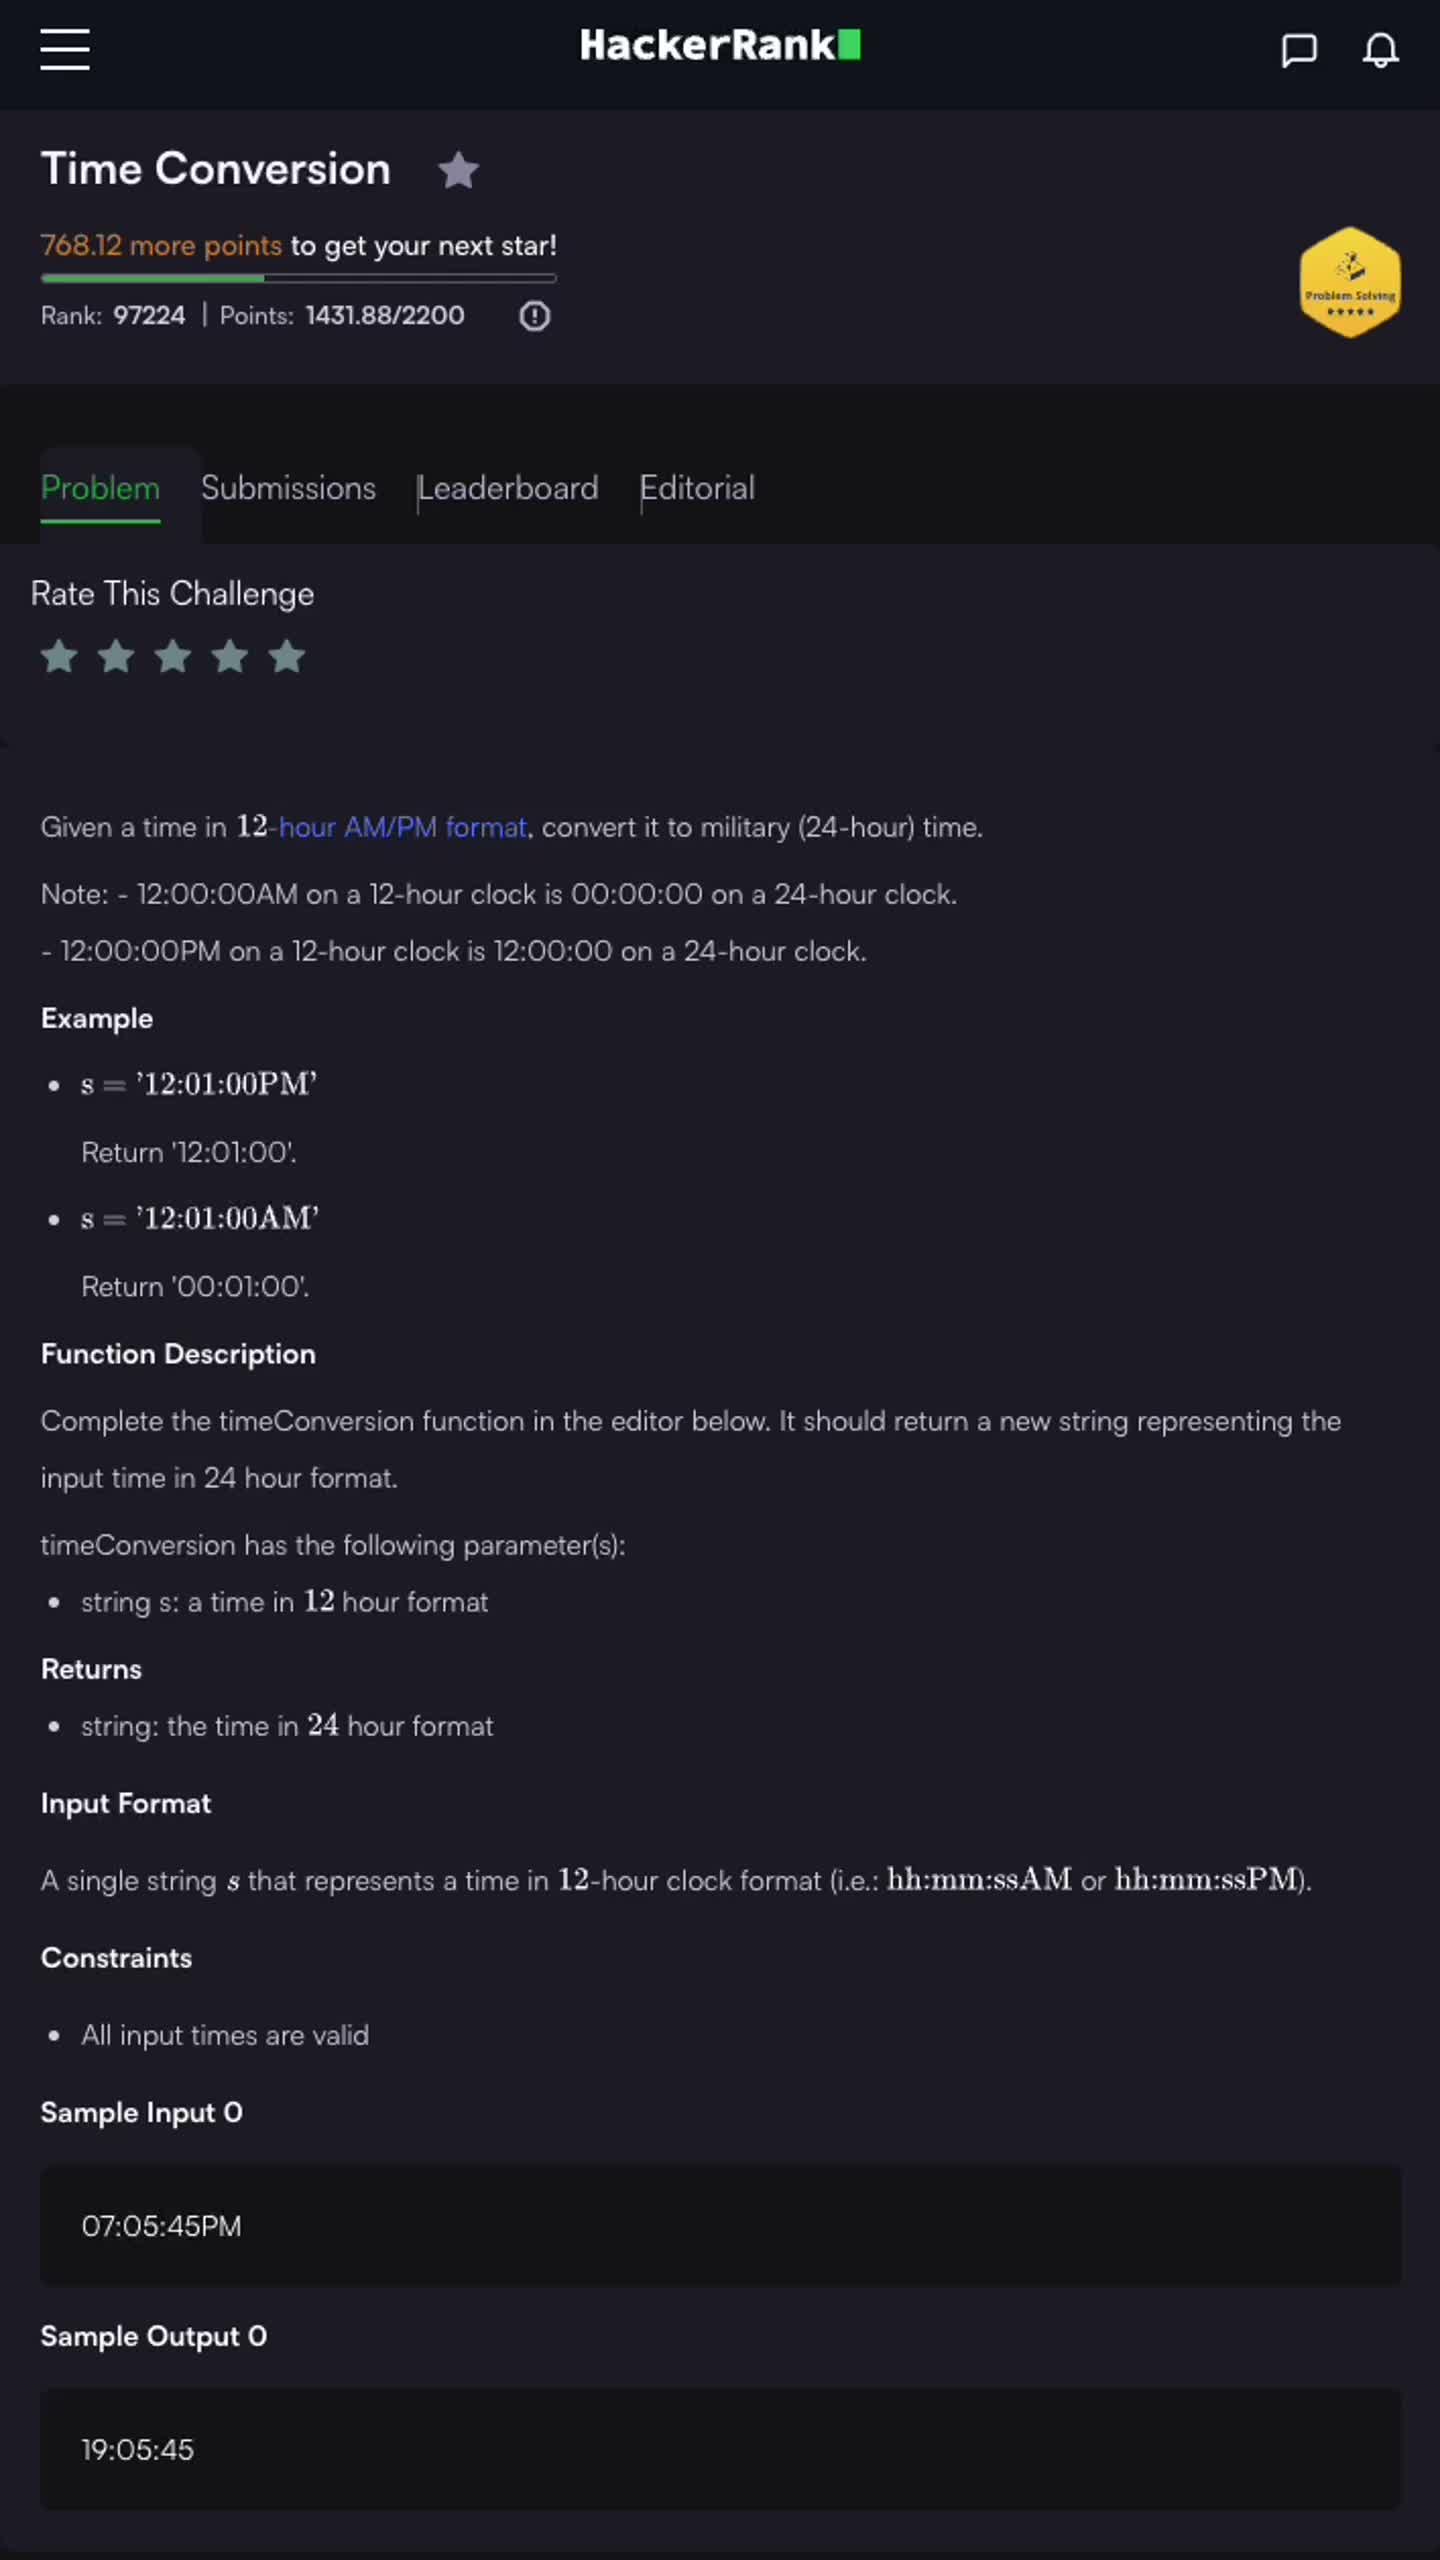 HackerRank
Time Conversion
768.12 more points to get your next star!
Rank: 97224 | Points: 1431.88/2200
Problem Solving
Problem
Submissions
Leaderboard
Editorial
Rate This Challenge
Given a time in 12-hour AM/PM format, convert it to military (24-hour) time.
Note: - 12:00:00AM on a 12-hour clock is 00:00:00 on a 24-hour clock.
- 12:00:00PM on a 12-hour clock is 12:00:00 on a 24-hour clock.
Example
• s = '12:01:00PM'
Return '12:01:00'.
• s = '12:01:00AM'
Return '00:01:00'.
Function Description
Complete the timeConversion function in the editor below. It should return a new string representing the
input time in 24 hour format.
timeConversion has the following parameter(s):
• string s: a time in 12 hour format
Returns
• string: the time in 24 hour format
Input Format
A single string s that represents a time in 12-hour clock format (i.e.: hh:mm:ssAM or hh:mm:ssPM).
Constraints
• All input times are valid
Sample Input 0
07:05:45PM
Sample Output 0
19:05:45